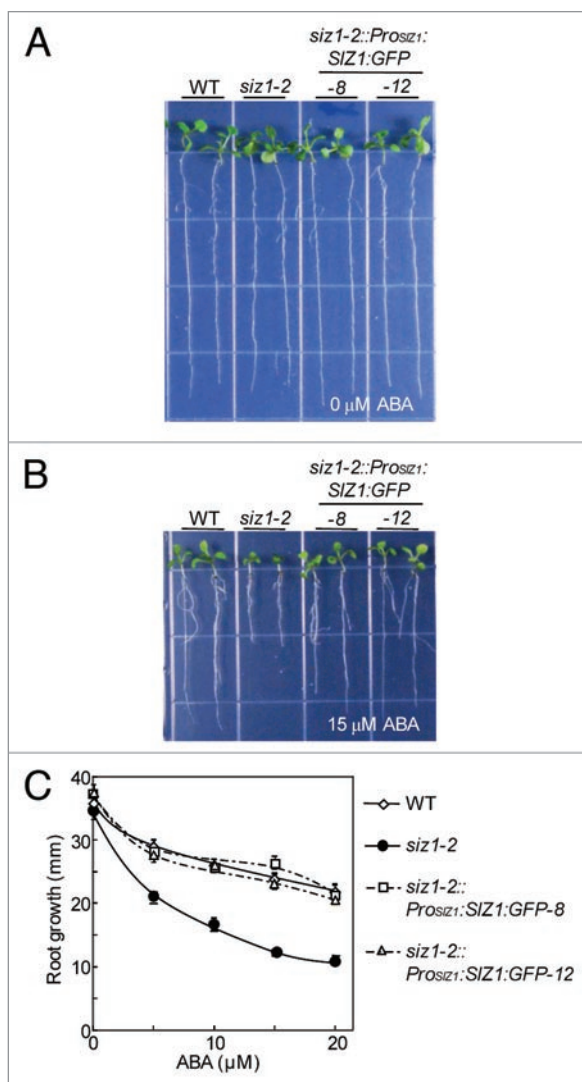 A
siz1-2::ProSIZ1:
SIZ1:GFP
WT siz1-2 -8 -12
0 μM ABA
B
siz1-2::ProSIZ1:
SIZ1:GFP
WT siz1-2 -8 -12
15 μM ABA
C
40
30
20
10
0
0 10 20
Root growth (mm)
ABA (μM)
WT
siz1-2
siz1-2::
ProSIZ1:SIZ1:GFP-8
siz1-2::
ProSIZ1:SIZ1:GFP-12